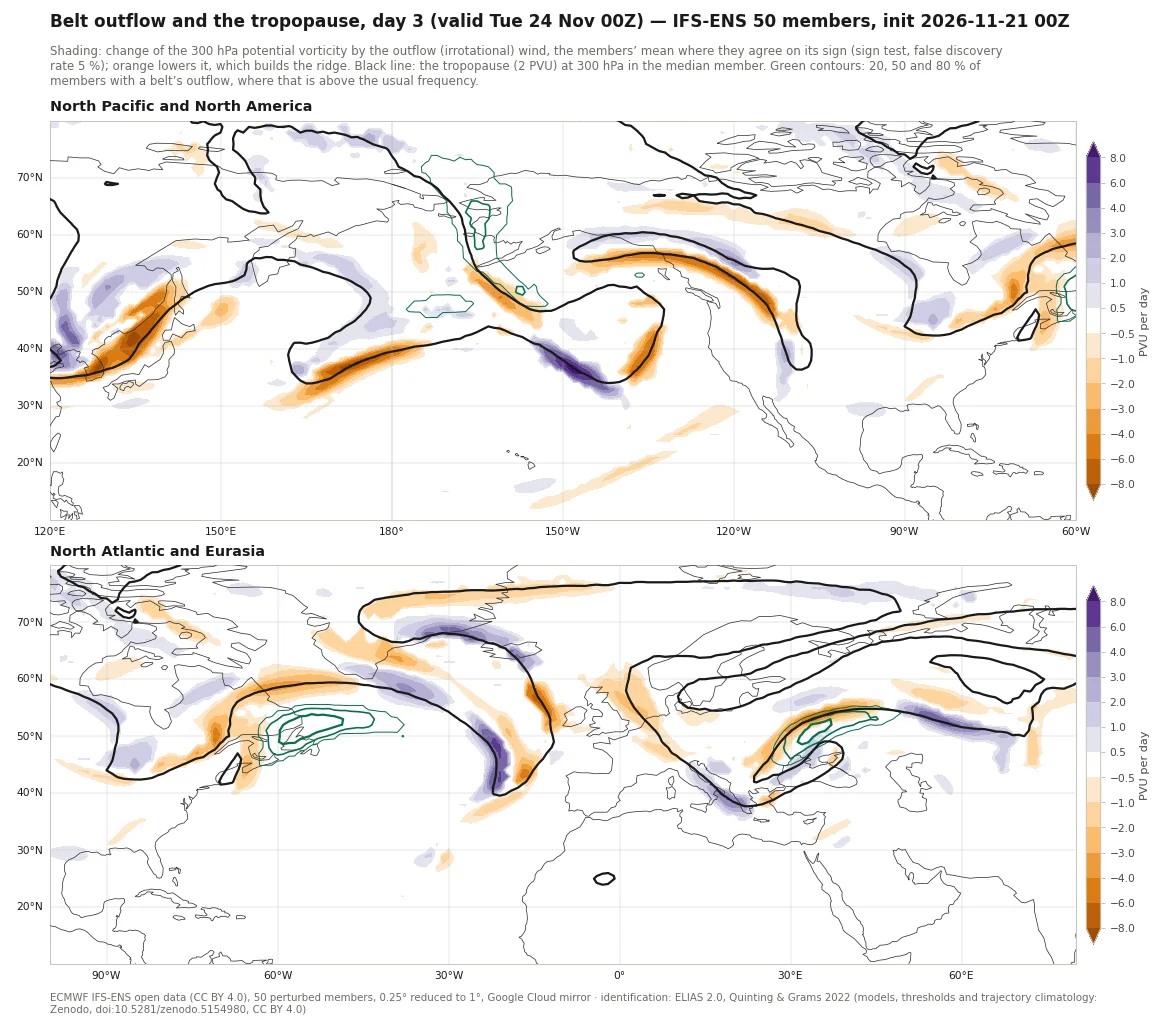 Belt outflow and the tropopause, day 3 (valid Tue 24 Nov 00Z) — IFS-ENS 50 members, init 2026-11-21 00Z
Shading: change of the 300 hPa potential vorticity by the outflow (irrotational) wind, the members’ mean where they agree on its sign (sign test, false discovery
rate 5 %); orange lowers it, which builds the ridge. Black line: the tropopause (2 PVU) at 300 hPa in the median member. Green contours: 20, 50 and 80 % of
members with a belt’s outflow, where that is above the usual frequency.
North Pacific and North America
70°N
60°N
50°N
40°N
30°N
20°N
120°E 150°E 180° 150°W 120°W 90°W 60°W
8.0
6.0
4.0
3.0
2.0
1.0
0.5
−0.5
−1.0
−2.0
−3.0
−4.0
−6.0
−8.0
PVU per day
North Atlantic and Eurasia
70°N
60°N
50°N
40°N
30°N
20°N
90°W 60°W 30°W 0° 30°E 60°E
8.0
6.0
4.0
3.0
2.0
1.0
0.5
−0.5
−1.0
−2.0
−3.0
−4.0
−6.0
−8.0
PVU per day
ECMWF IFS-ENS open data (CC BY 4.0), 50 perturbed members, 0.25° reduced to 1°, Google Cloud mirror · identification: ELIAS 2.0, Quinting & Grams 2022 (models, thresholds and trajectory climatology:
Zenodo, doi:10.5281/zenodo.5154980, CC BY 4.0)